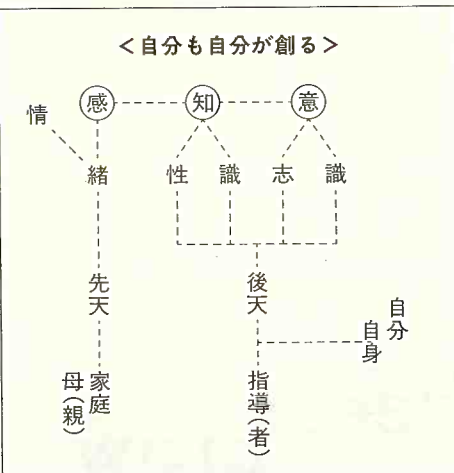 ＜自分も自分が創る＞
感 知 意
情
緒 性 識 志 識
先天
後天
自分
自身
家庭
母(親)
指導(者)